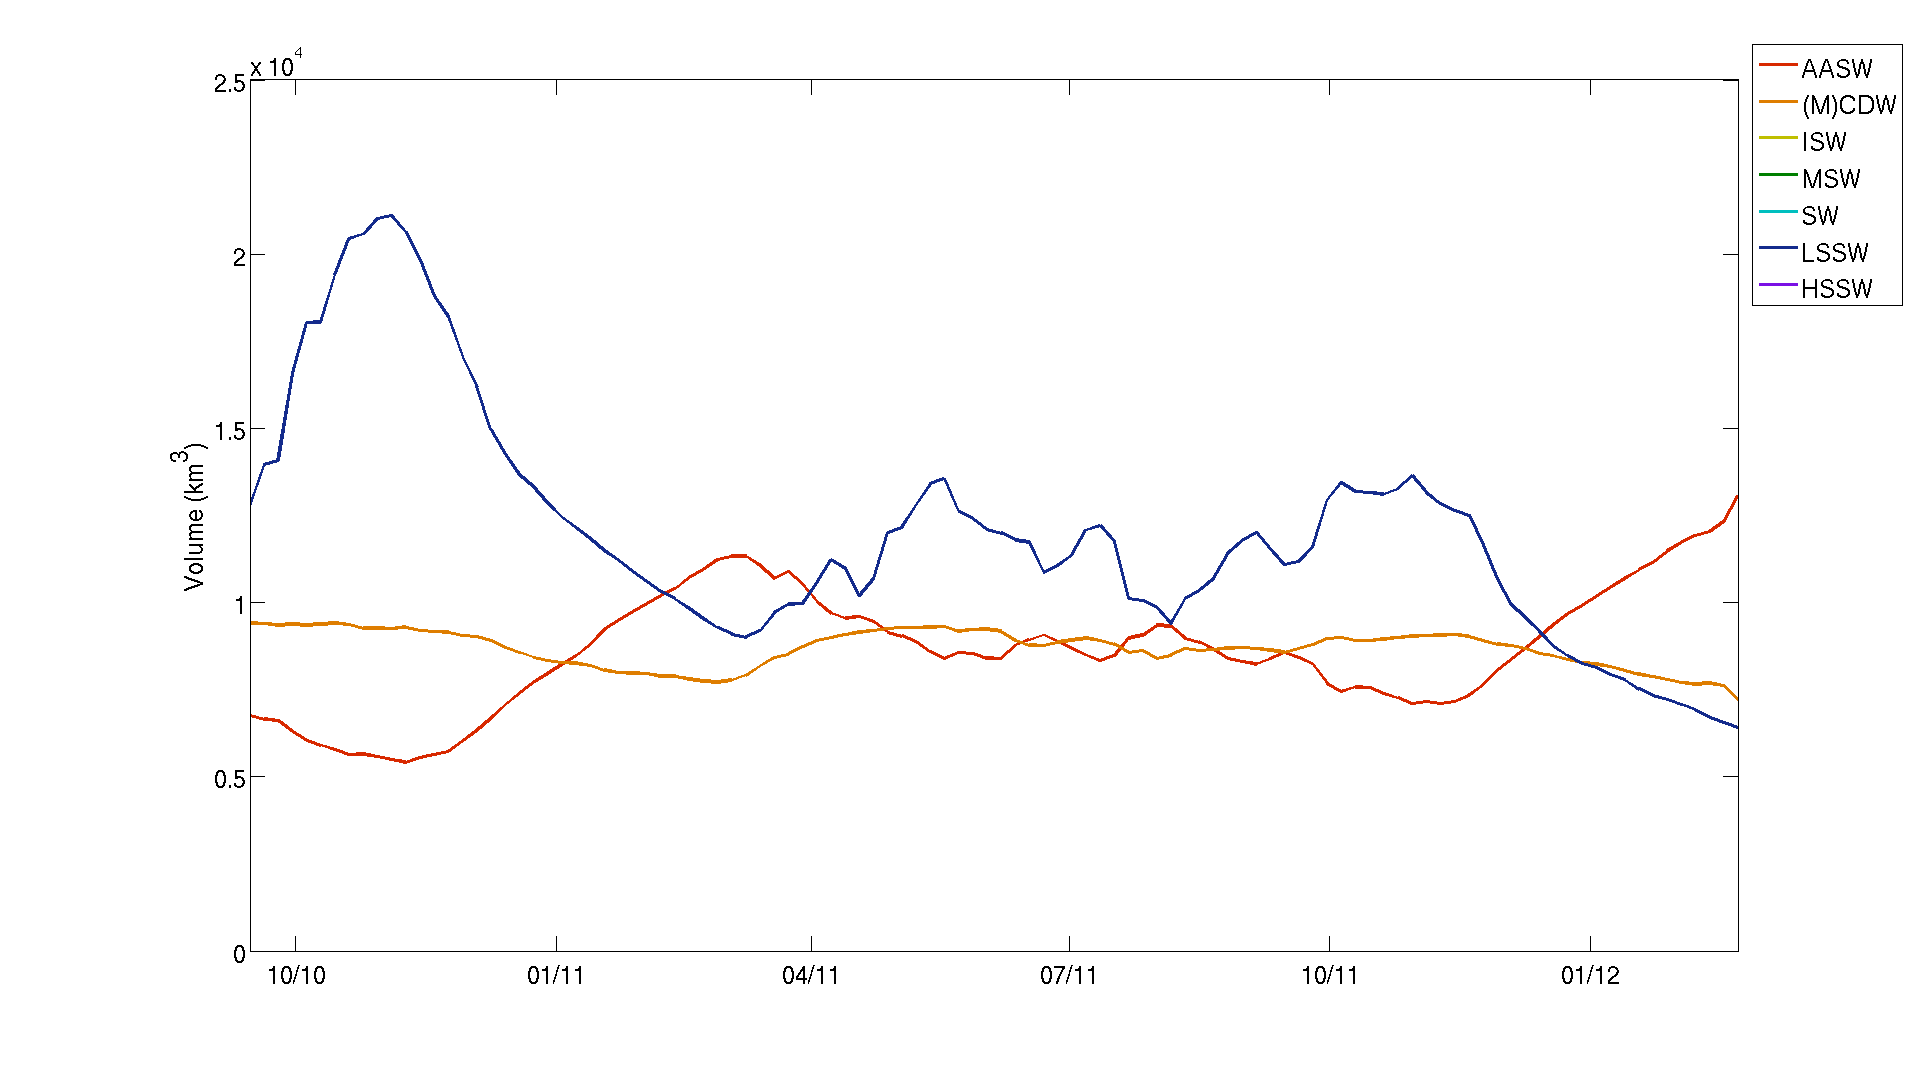 x 10^4
2.5
2
1.5
1
0.5
0
Volume (km^3)
10/10
01/11
04/11
07/11
10/11
01/12
AASW
(M)CDW
ISW
MSW
SW
LSSW
HSSW